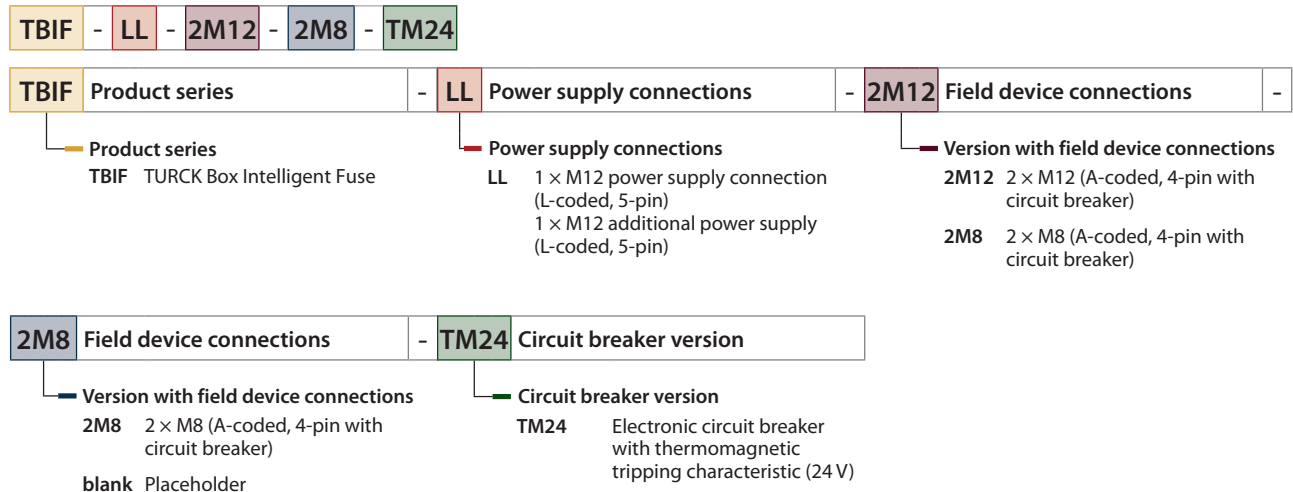 TBIF - LL - 2M12 - 2M8 - TM24
TBIF Product series - LL Power supply connections - 2M12 Field device connections -
Product series
TBIF TURCK Box Intelligent Fuse
Power supply connections
LL 1 × M12 power supply connection
(L-coded, 5-pin)
1 × M12 additional power supply
(L-coded, 5-pin)
Version with field device connections
2M12 2 × M12 (A-coded, 4-pin with
circuit breaker)
2M8 2 × M8 (A-coded, 4-pin with
circuit breaker)
2M8 Field device connections - TM24 Circuit breaker version
Version with field device connections
2M8 2 × M8 (A-coded, 4-pin with
circuit breaker)
blank Placeholder
Circuit breaker version
TM24 Electronic circuit breaker
with thermomagnetic
tripping characteristic (24 V)